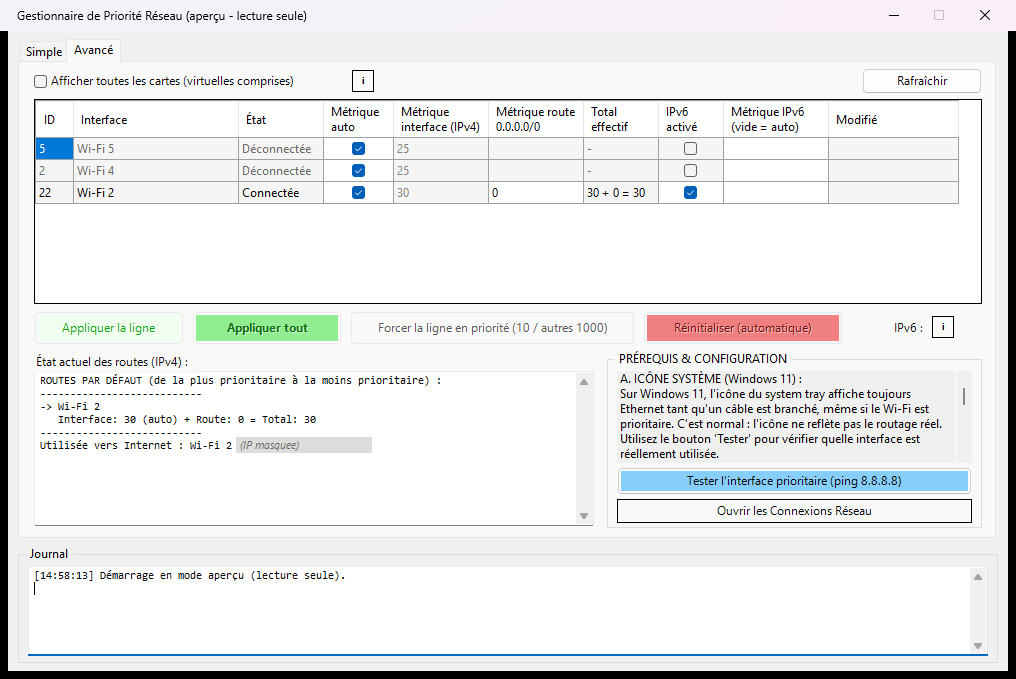 Gestionnaire de Priorité Réseau (aperçu - lecture seule)
Simple Avancé
Afficher toutes les cartes (virtuelles comprises) i Rafraîchir
ID Interface État Métrique auto Métrique interface (IPv4) Métrique route 0.0.0.0/0 Total effectif IPv6 activé Métrique IPv6 (vide = auto) Modifié
5 Wi-Fi 5 Déconnectée 25 -
2 Wi-Fi 4 Déconnectée 25 -
22 Wi-Fi 2 Connectée 30 0 30 + 0 = 30
Appliquer la ligne Appliquer tout Forcer la ligne en priorité (10 / autres 1000) Réinitialiser (automatique) IPv6 : i
État actuel des routes (IPv4) :
ROUTES PAR DÉFAUT (de la plus prioritaire à la moins prioritaire) :
---------------------------
-> Wi-Fi 2
Interface: 30 (auto) + Route: 0 = Total: 30
---------------------------
Utilisée vers Internet : Wi-Fi 2 (IP masquee)
PRÉREQUIS & CONFIGURATION
A. ICÔNE SYSTÈME (Windows 11) :
Sur Windows 11, l'icône du system tray affiche toujours
Ethernet tant qu'un câble est branché, même si le Wi-Fi est
prioritaire. C'est normal : l'icône ne reflète pas le routage réel.
Utilisez le bouton 'Tester' pour vérifier quelle interface est
réellement utilisée.
Tester l'interface prioritaire (ping 8.8.8.8)
Ouvrir les Connexions Réseau
Journal
[14:58:13] Démarrage en mode aperçu (lecture seule).